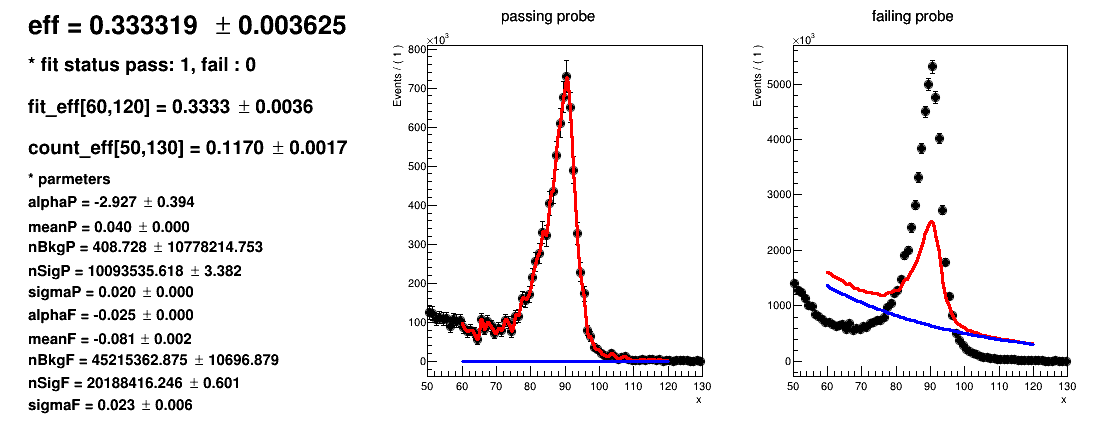 eff = 0.333319 ± 0.003625
* fit status pass: 1, fail : 0
fit_eff[60,120] = 0.3333 ± 0.0036
count_eff[50,130] = 0.1170 ± 0.0017
* parmeters
alphaP = -2.927 ± 0.394
meanP = 0.040 ± 0.000
nBkgP = 408.728 ± 10778214.753
nSigP = 10093535.618 ± 3.382
sigmaP = 0.020 ± 0.000
alphaF = -0.025 ± 0.000
meanF = -0.081 ± 0.002
nBkgF = 45215362.875 ± 10696.879
nSigF = 20188416.246 ± 0.601
sigmaF = 0.023 ± 0.006
passing probe
×10³
Events / ( 1 )
800
700
600
500
400
300
200
100
0
50 60 70 80 90 100 110 120 130
x
failing probe
×10³
Events / ( 1 )
5000
4000
3000
2000
1000
0
50 60 70 80 90 100 110 120 130
x